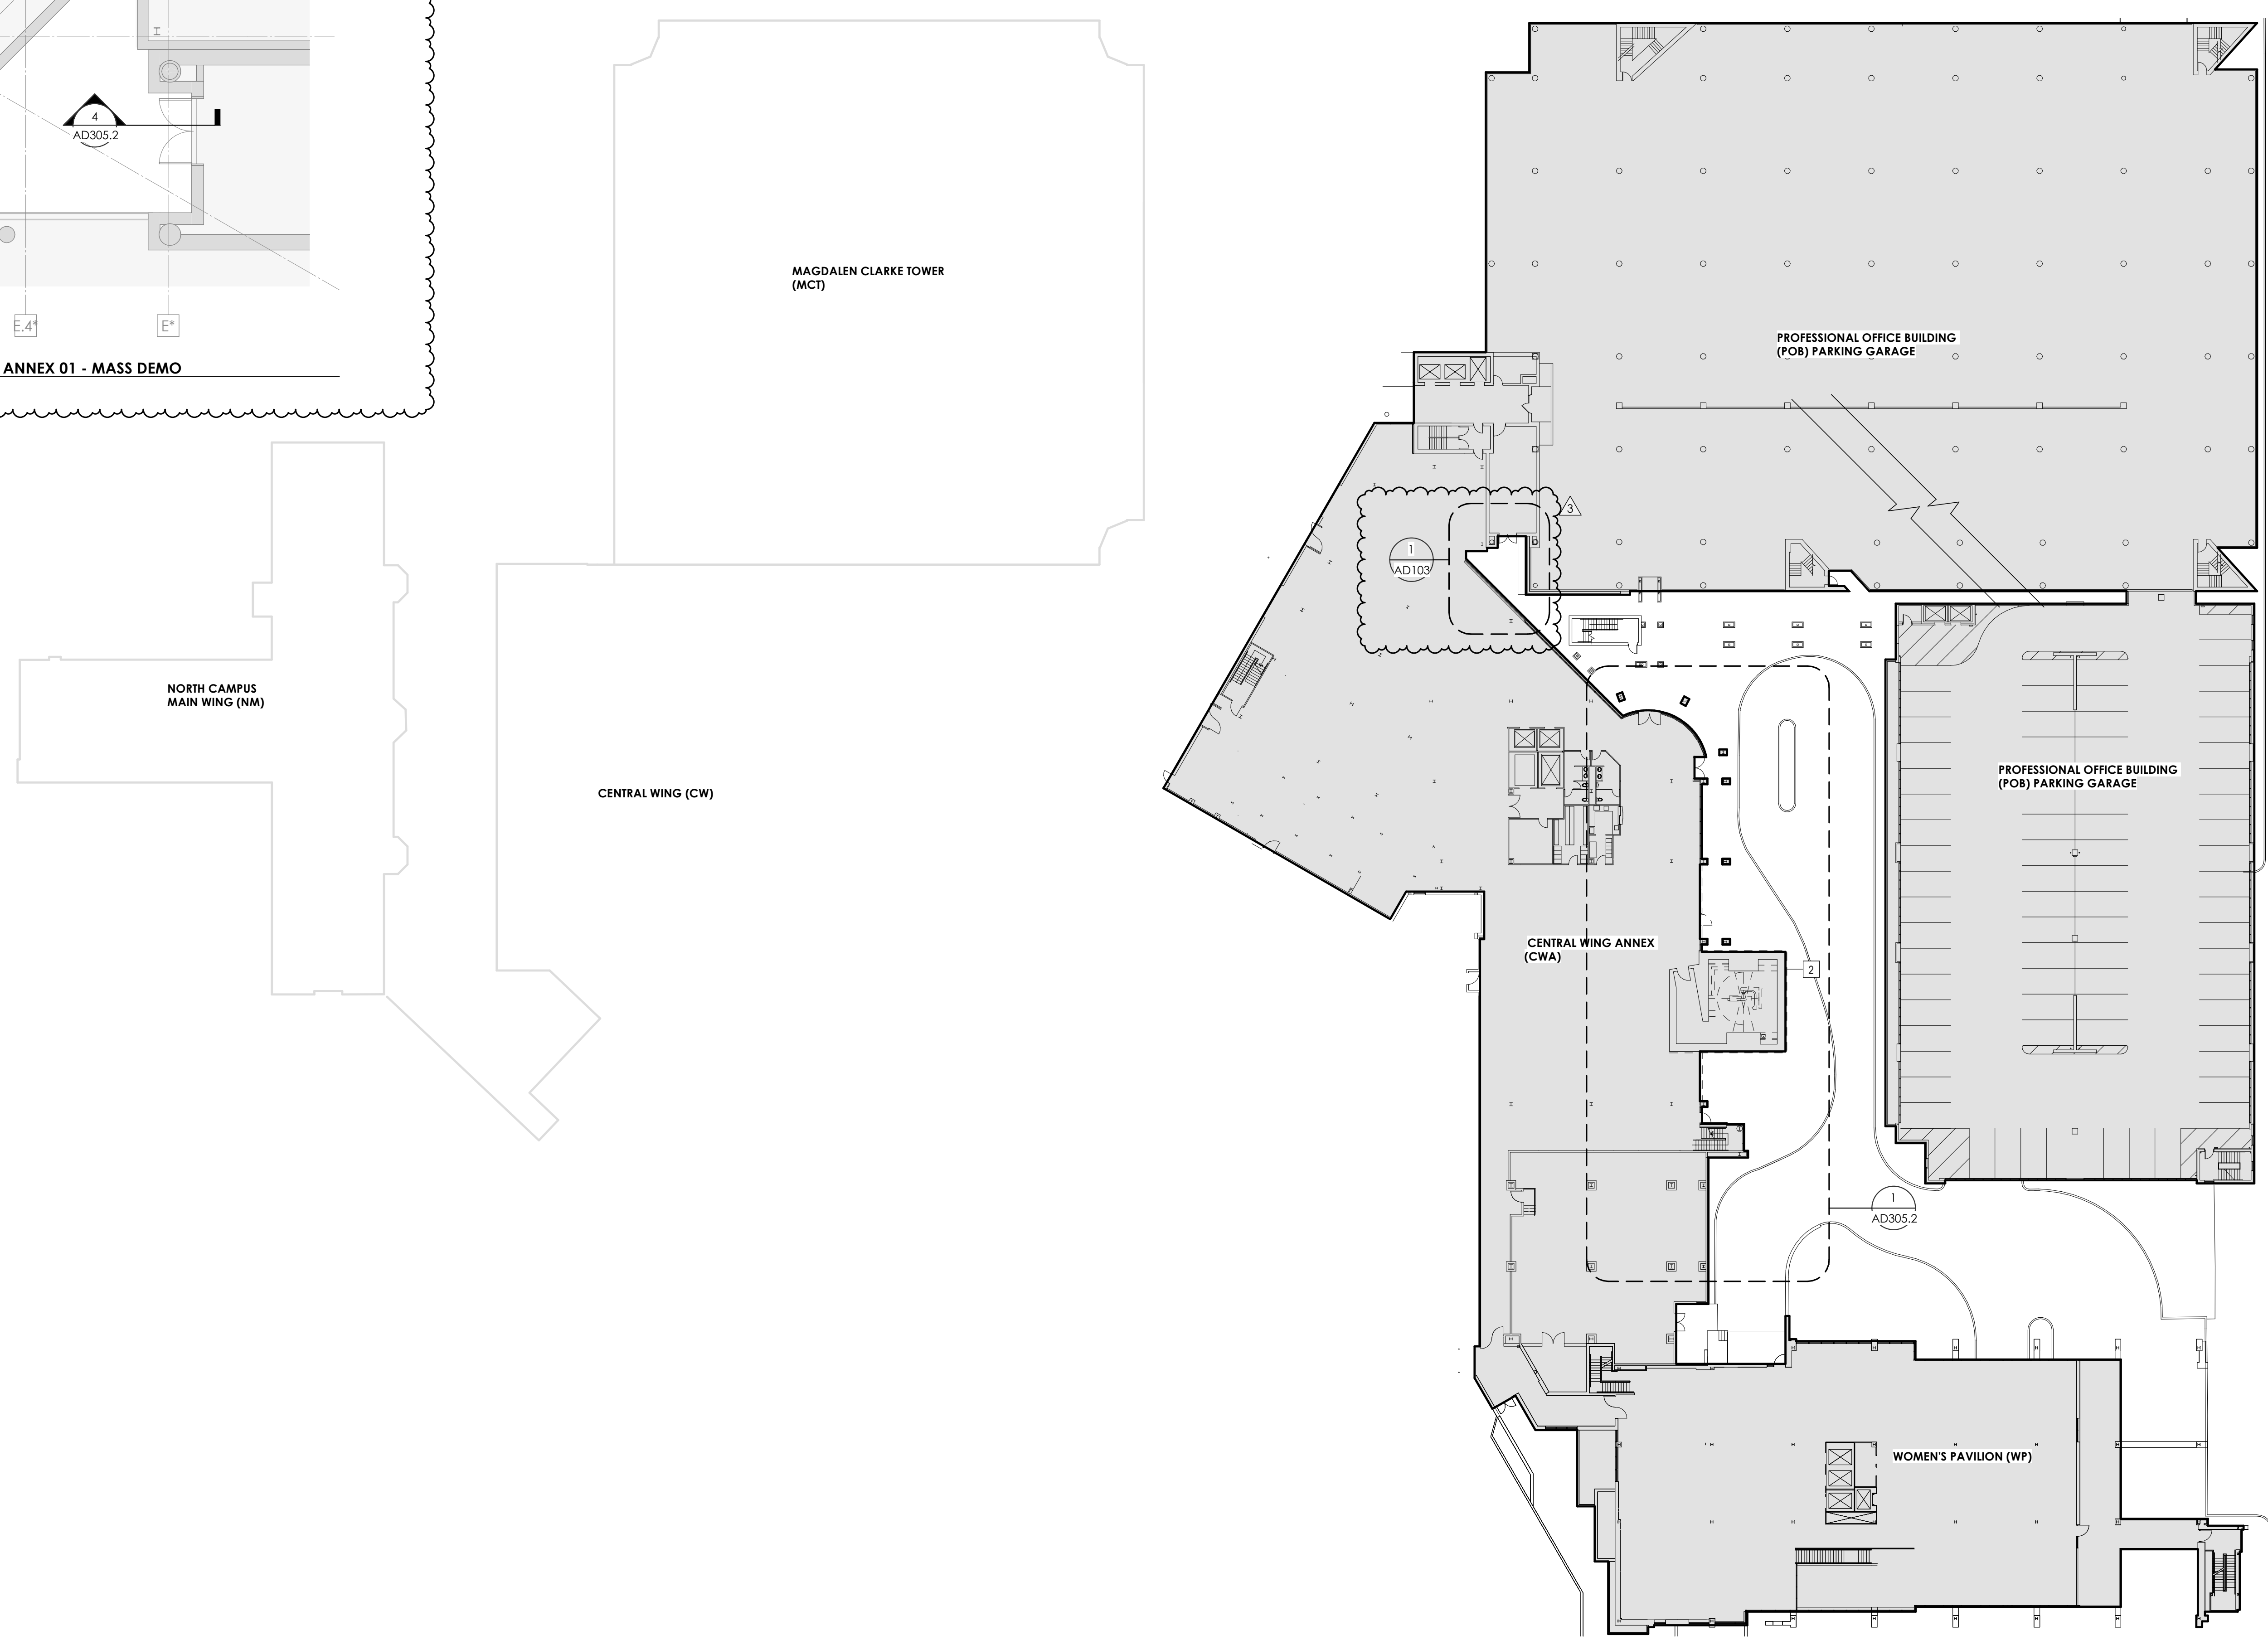 4
AD305.2
E.4*
E*
ANNEX 01 - MASS DEMO
MAGDALEN CLARKE TOWER
(MCT)
PROFESSIONAL OFFICE BUILDING
(POB) PARKING GARAGE
3
1
AD103
NORTH CAMPUS
MAIN WING (NM)
CENTRAL WING (CW)
PROFESSIONAL OFFICE BUILDING
(POB) PARKING GARAGE
CENTRAL WING ANNEX
(CWA)
2
1
AD305.2
WOMEN'S PAVILION (WP)